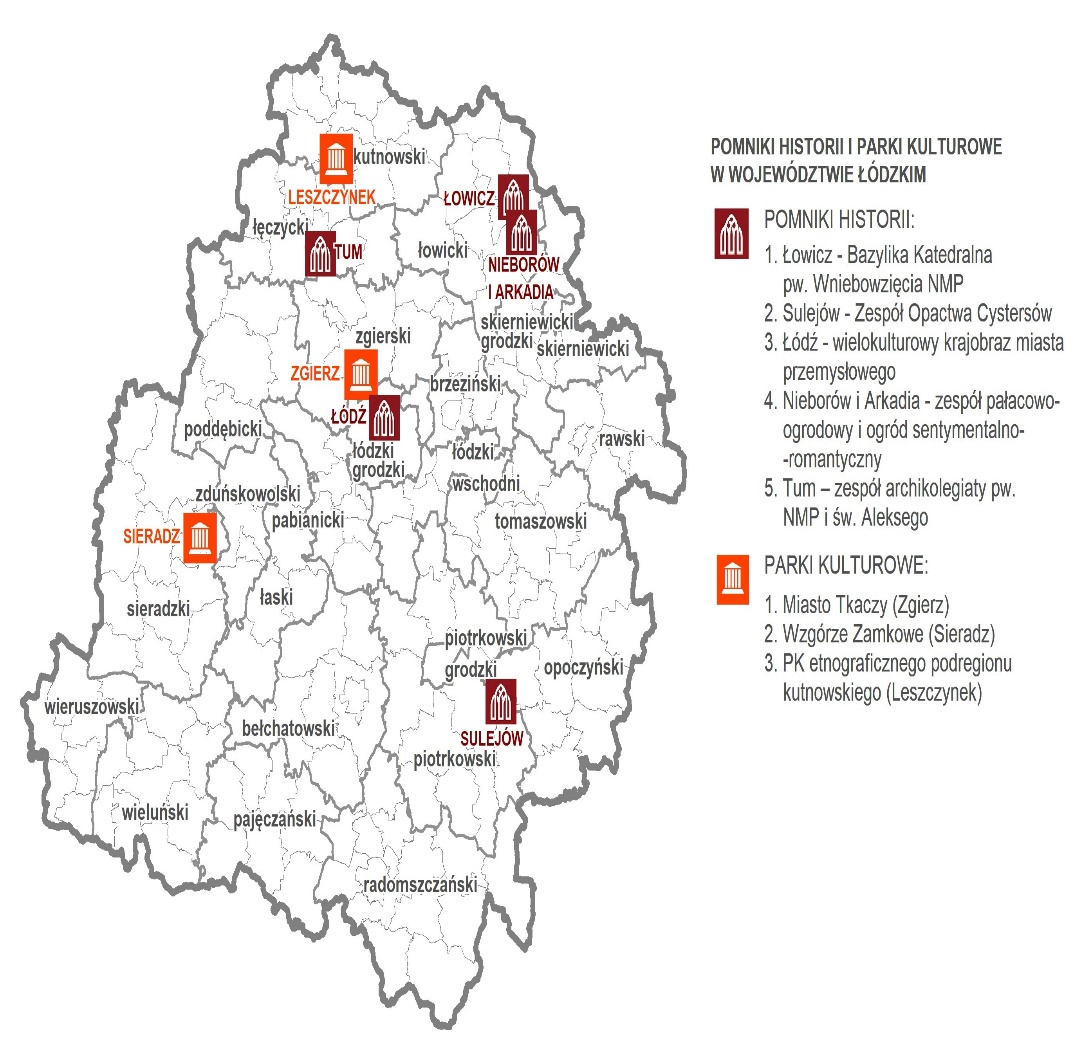 kutnowski
LESZCZYNEK
ŁOWICZ
łęczycki
TUM
łowicki
NIEBORÓW
I ARKADIA
skierniewicki
grodzki
skierniewicki
zgierski
ZGIERZ
brzeziński
ŁÓDŹ
poddębicki
łódzki
grodzki
łódzki
wschodni
rawski
zduńskowolski
pabianicki
tomaszowski
SIERADZ
sieradzki
łaski
piotrkowski
grodzki
opoczyński
wieruszowski
bełchatowski
SULEJÓW
piotrkowski
wieluński
pajęczański
radomszczański
POMNIKI HISTORII I PARKI KULTUROWE
W WOJEWÓDZTWIE ŁÓDZKIM
POMNIKI HISTORII:
1. Łowicz - Bazylika Katedralna
pw. Wniebowzięcia NMP
2. Sulejów - Zespół Opactwa Cystersów
3. Łódź - wielokulturowy krajobraz miasta
przemysłowego
4. Nieborów i Arkadia - zespół pałacowo-
ogrodowy i ogród sentymentalno-
-romantyczny
5. Tum – zespół archikolegiaty pw.
NMP i św. Aleksego
PARKI KULTUROWE:
1. Miasto Tkaczy (Zgierz)
2. Wzgórze Zamkowe (Sieradz)
3. PK etnograficznego podregionu
kutnowskiego (Leszczynek)